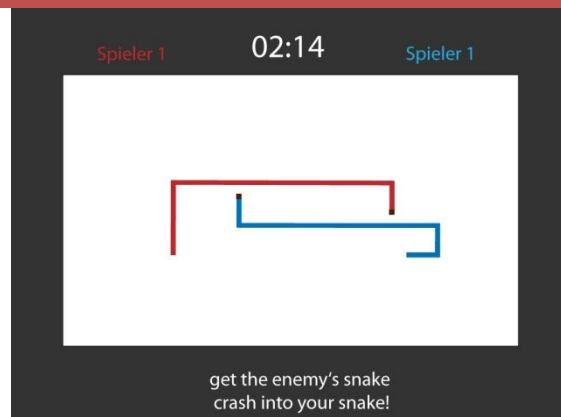 Spieler 1
02:14
Spieler 1
get the enemy's snake
crash into your snake!